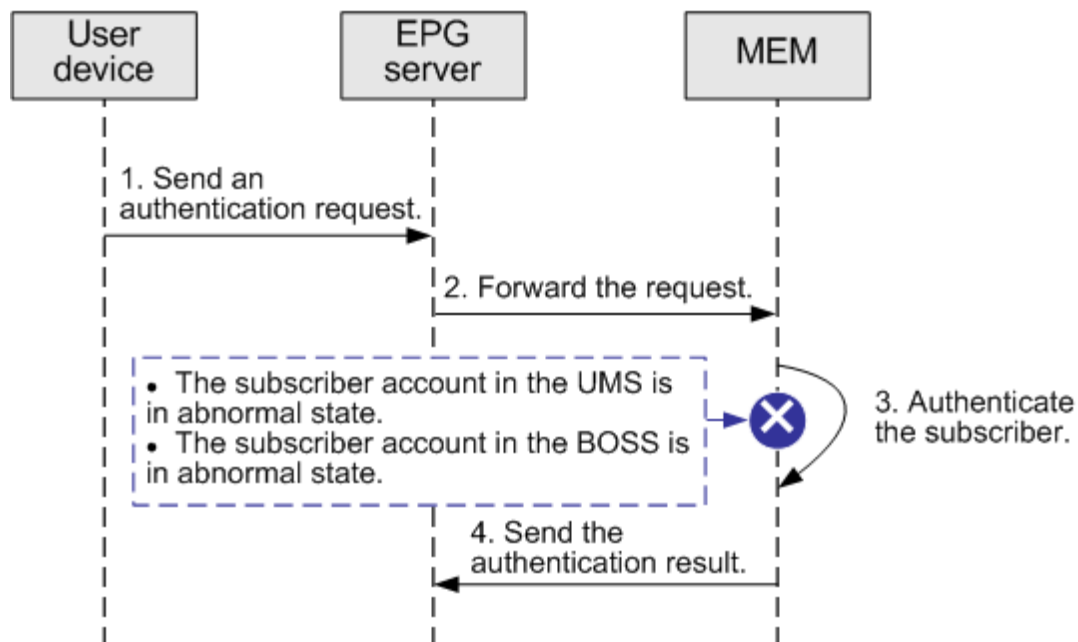 User
device
EPG
server
MEM
1. Send an
authentication request.
2. Forward the request.
• The subscriber account in the UMS is
in abnormal state.
• The subscriber account in the BOSS is
in abnormal state.
3. Authenticate
the subscriber.
4. Send the
authentication result.